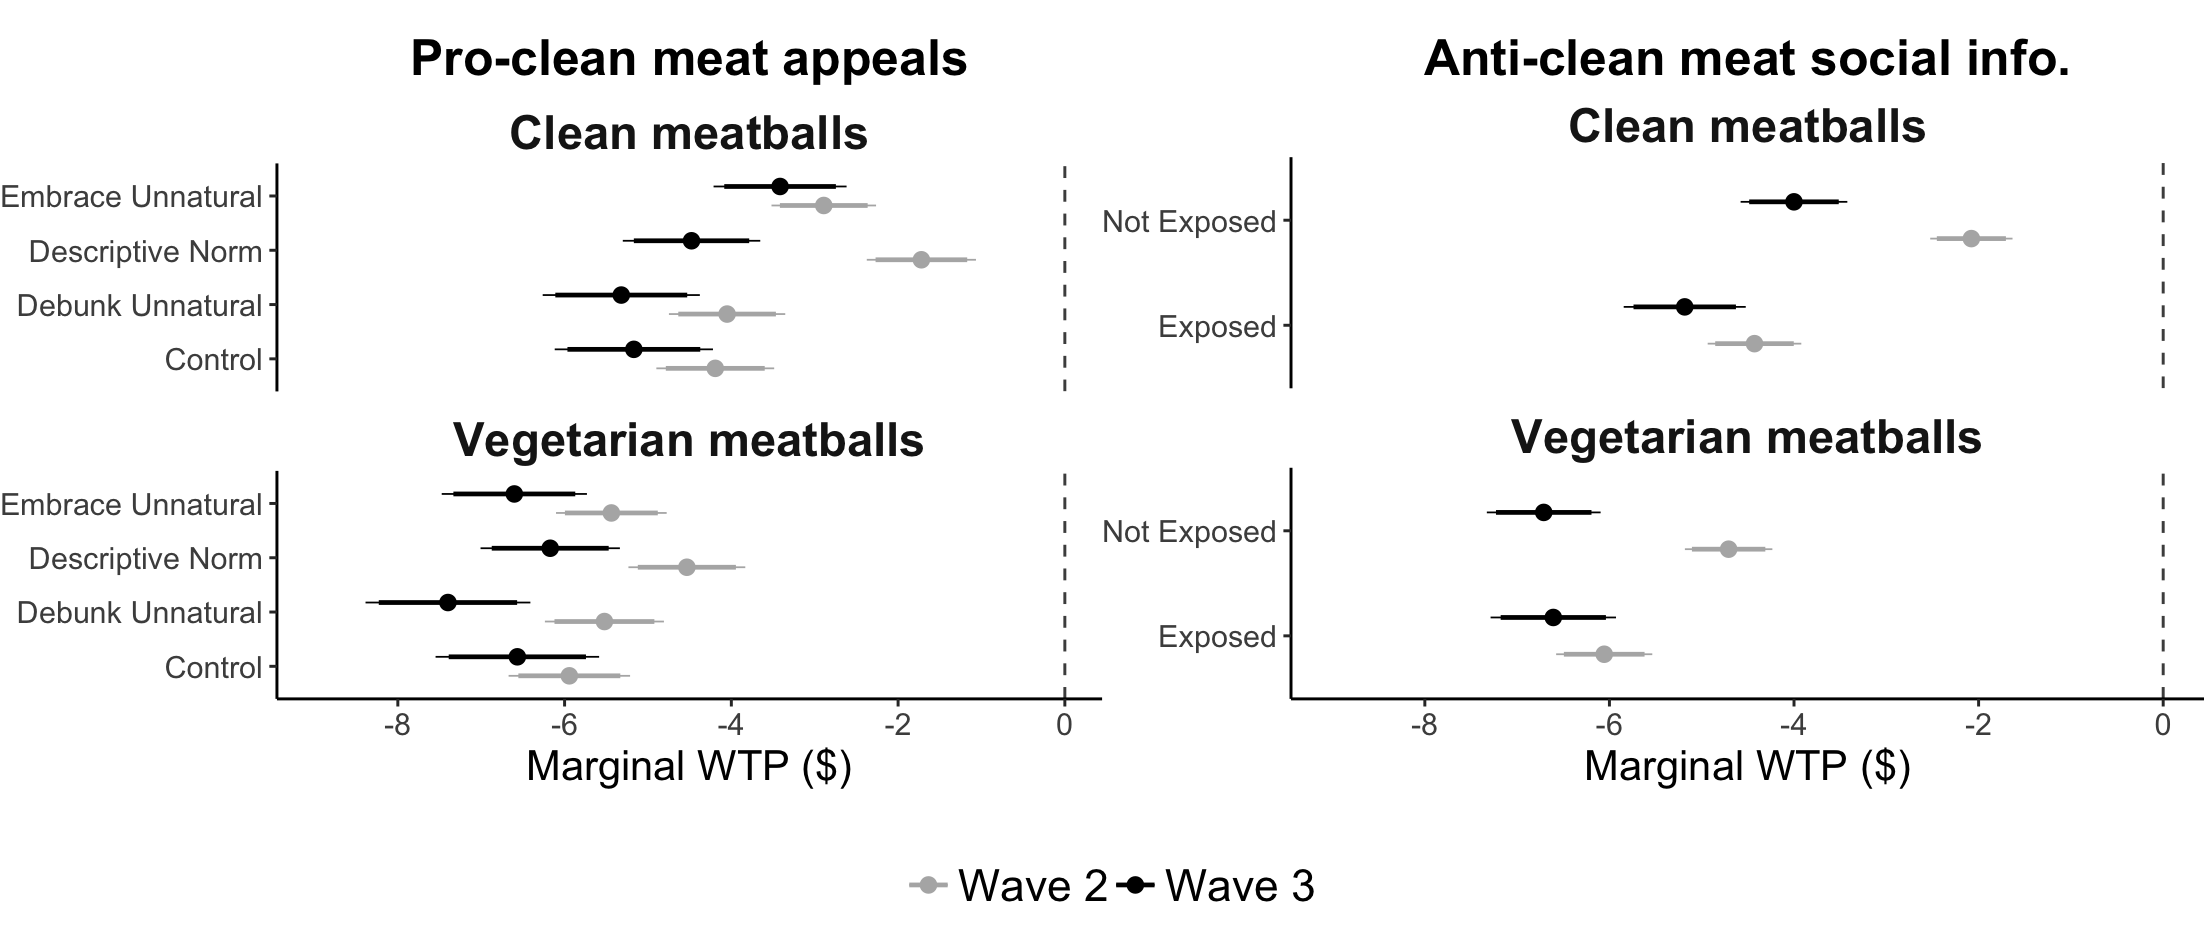 Pro-clean meat appeals
Clean meatballs
Embrace Unnatural
Descriptive Norm
Debunk Unnatural
Control
Vegetarian meatballs
Embrace Unnatural
Descriptive Norm
Debunk Unnatural
Control
-8 -6 -4 -2 0
Marginal WTP ($)
Anti-clean meat social info.
Clean meatballs
Not Exposed
Exposed
Vegetarian meatballs
Not Exposed
Exposed
-8 -6 -4 -2 0
Marginal WTP ($)
Wave 2 Wave 3